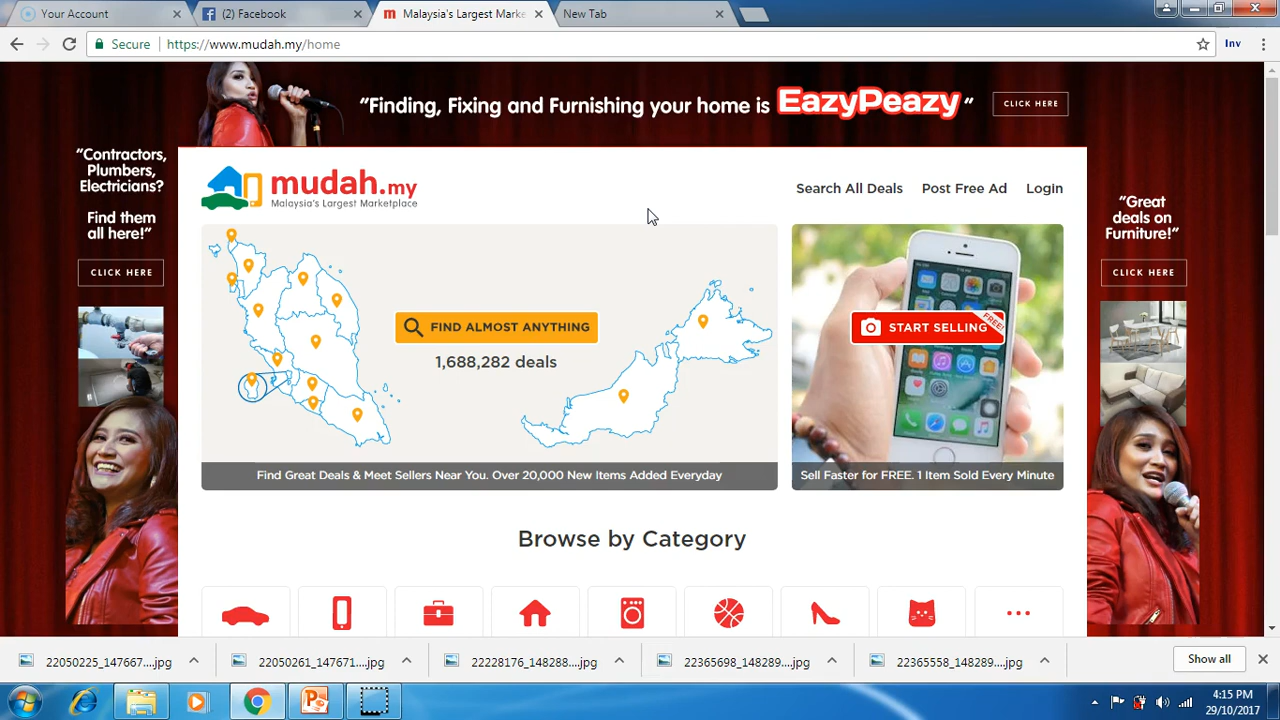 Your Account
(2) Facebook
Malaysia's Largest Marke
New Tab
Secure
https://www.mudah.my/home
Inv
"Finding, Fixing and Furnishing your home is EazyPeazy"
CLICK HERE
"Contractors,
Plumbers,
Electricians?
Find them
all here!"
CLICK HERE
mudah.my
Malaysia's Largest Marketplace
Search All Deals
Post Free Ad
Login
"Great
deals on
Furniture!"
CLICK HERE
FIND ALMOST ANYTHING
1,688,282 deals
START SELLING
FREE!
Find Great Deals & Meet Sellers Near You. Over 20,000 New Items Added Everyday
Sell Faster for FREE. 1 Item Sold Every Minute
Browse by Category
22050225_147667....jpg
22050261_147671....jpg
22228176_148288....jpg
22365698_148289....jpg
22365558_148289....jpg
Show all
4:15 PM
29/10/2017